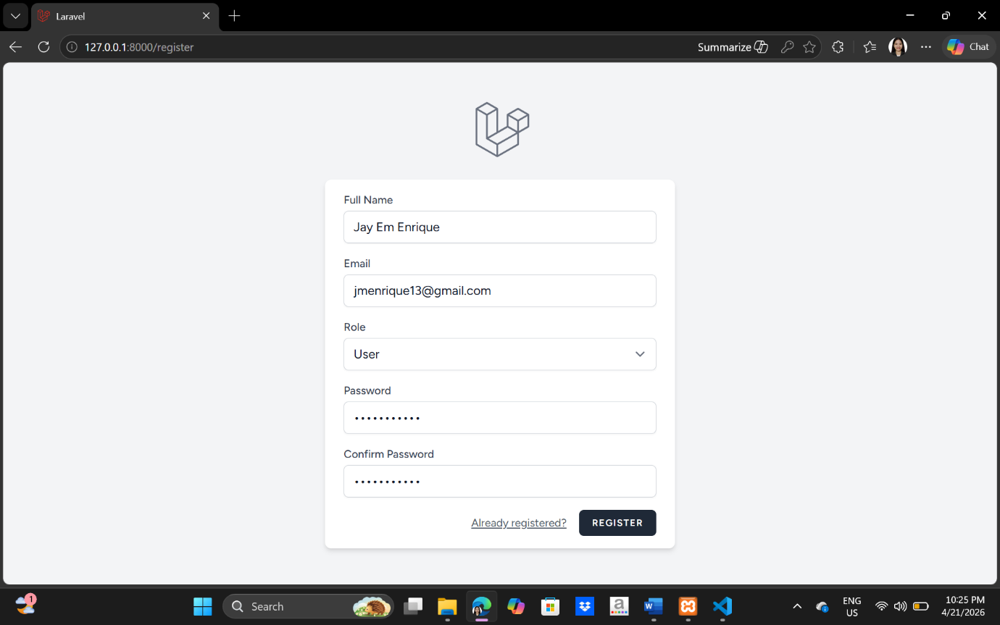 Laravel
127.0.0.1:8000/register
Summarize
Chat
Full Name
Jay Em Enrique
Email
jmenrique13@gmail.com
Role
User
Password
•••••••••••
Confirm Password
•••••••••••
Already registered?
REGISTER
1
Search
a
W
ENG
US
10:25 PM
4/21/2026